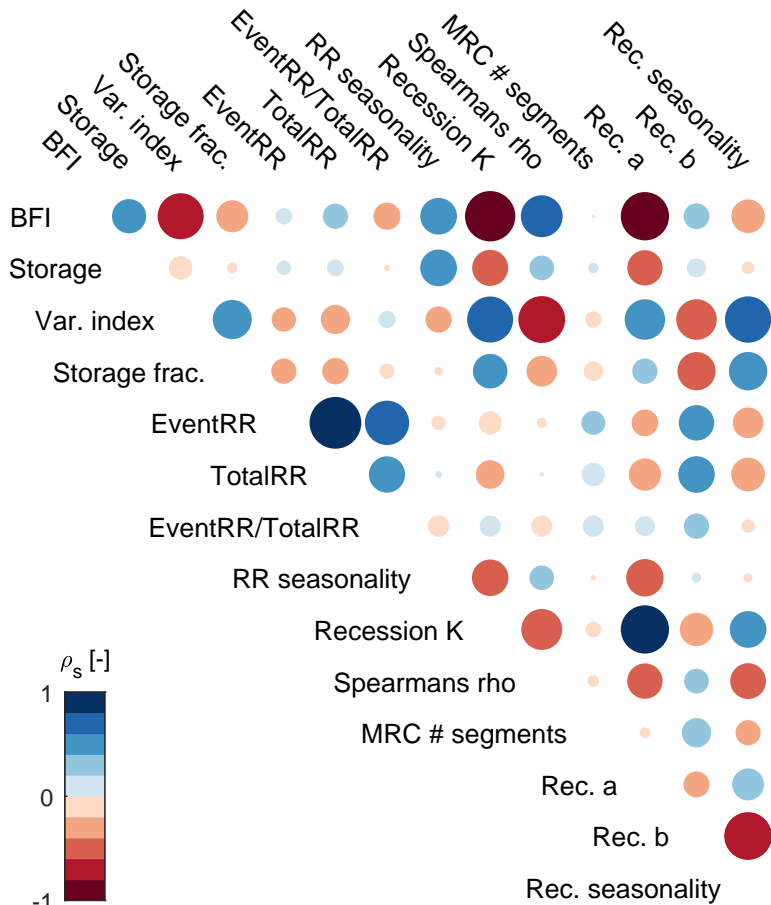 BFI
Storage
Var. index
Storage frac.
EventRR
TotalRR
EventRR/TotalRR
RR seasonality
Recession K
Spearmans rho
MRC # segments
Rec. a
Rec. b
Rec. seasonality
BFI
Storage
Var. index
Storage frac.
EventRR
TotalRR
EventRR/TotalRR
RR seasonality
Recession K
Spearmans rho
MRC # segments
Rec. a
Rec. b
Rec. seasonality
ρs [-]
1
0
-1